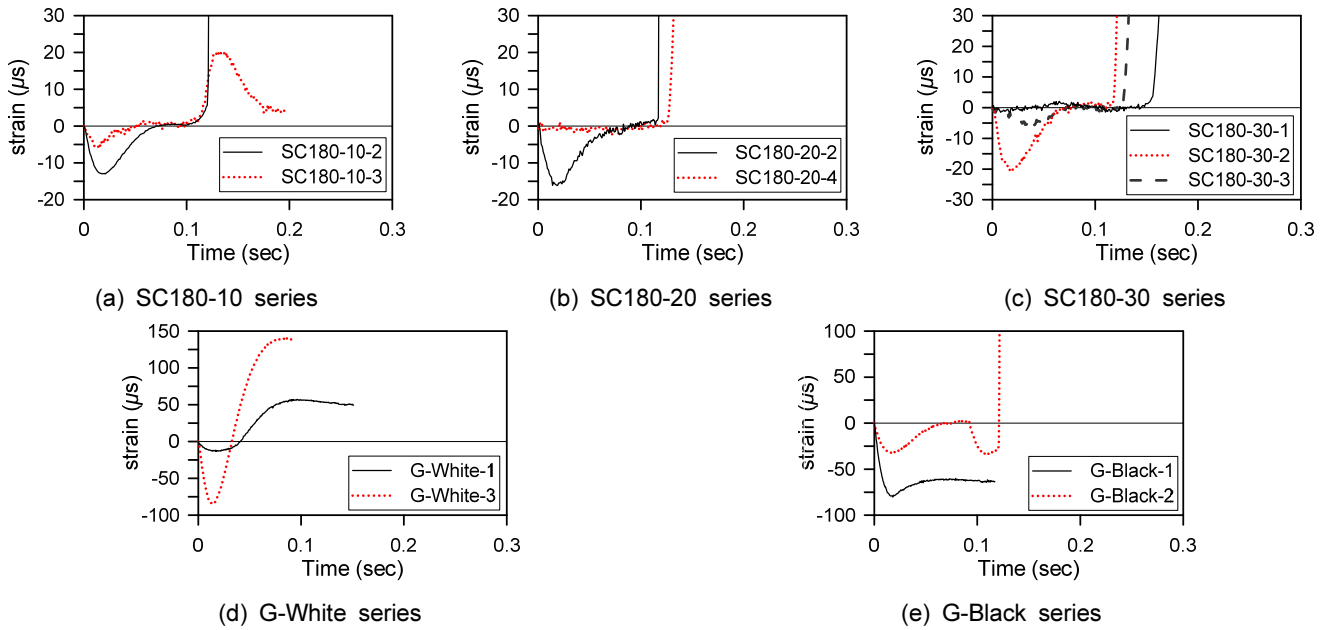 30
20
10
0
-10
-20
strain (µs)
0
0.1
0.2
0.3
Time (sec)
SC180-10-2
SC180-10-3
(a) SC180-10 series
30
20
10
0
-10
-20
strain (µs)
0
0.1
0.2
0.3
Time (sec)
SC180-20-2
SC180-20-4
(b) SC180-20 series
30
20
10
0
-10
-20
-30
strain (µs)
0
0.1
0.2
0.3
Time (sec)
SC180-30-1
SC180-30-2
SC180-30-3
(c) SC180-30 series
150
100
50
0
-50
-100
strain (µs)
0
0.1
0.2
0.3
Time (sec)
G-White-1
G-White-3
(d) G-White series
100
50
0
-50
-100
strain (µs)
0
0.1
0.2
0.3
Time (sec)
G-Black-1
G-Black-2
(e) G-Black series